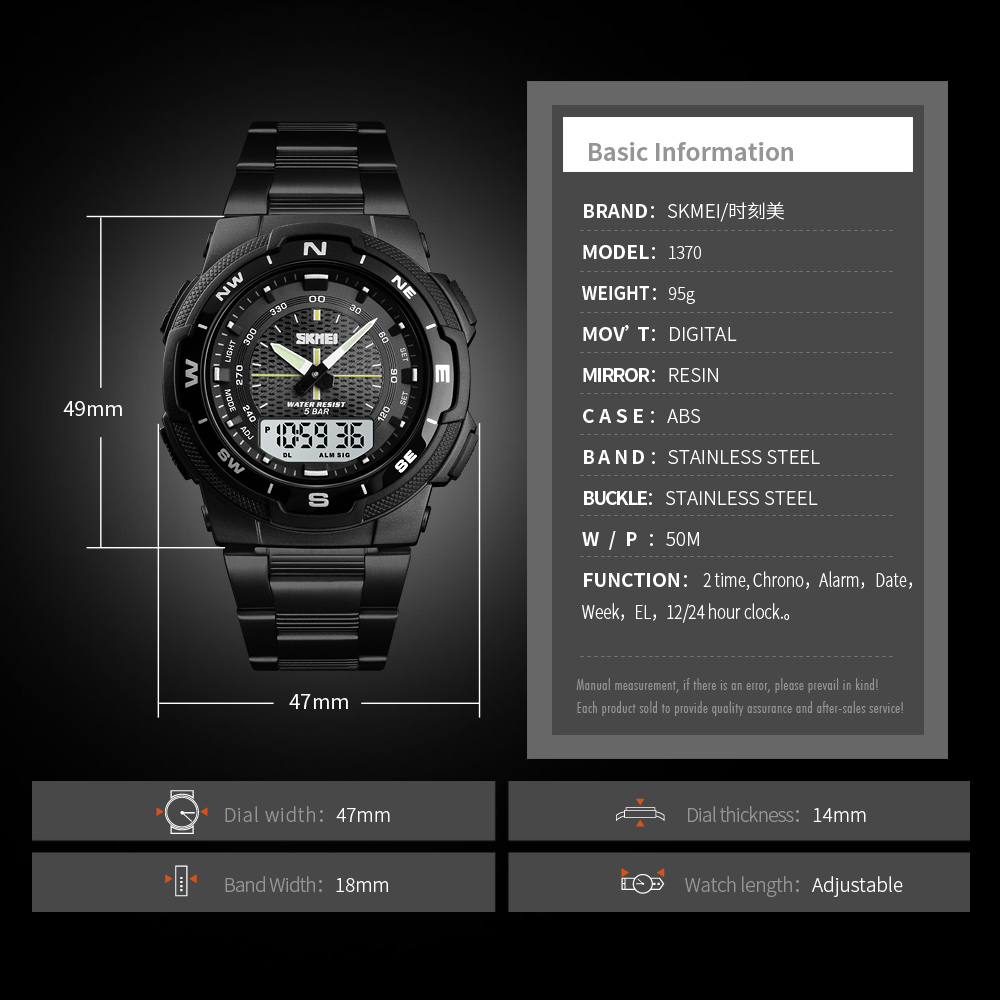 Basic Information
BRAND： SKMEI/时刻美
MODEL： 1370
WEIGHT： 95g
MOV’ T： DIGITAL
MIRROR： RESIN
CASE： ABS
BAND： STAINLESS STEEL
BUCKLE： STAINLESS STEEL
W / P ： 50M
FUNCTION： 2 time, Chrono，Alarm，Date，
Week，EL，12/24 hour clock.。
Manual measurement, if there is an error, please prevail in kind!
Each product sold to provide quality assurance and after-sales service!
49mm
47mm
N
NE
E
SE
S
SW
W
NW
00
30
60
90
120
240
270
300
330
LIGHT
MODE
ADJ
SET
SET
SKMEI
WATER RESIST
5 BAR
P 10:59 36
DL ALM SIG
Dial width： 47mm
Dial thickness： 14mm
Band Width： 18mm
Watch length： Adjustable